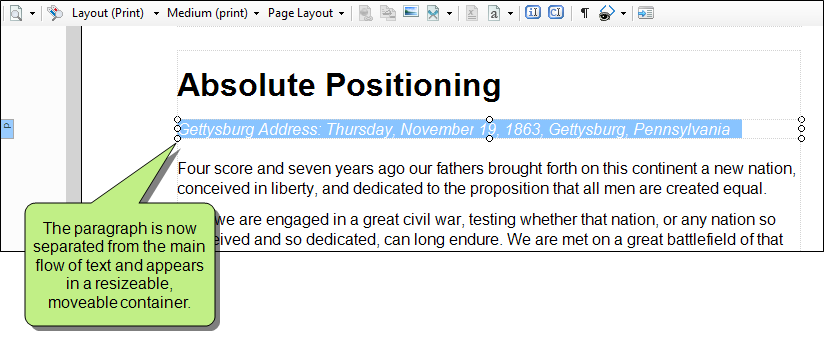 Layout (Print) Medium (print) Page Layout a iI CI ¶
Absolute Positioning
P
Gettysburg Address: Thursday, November 19, 1863, Gettysburg, Pennsylvania
Four score and seven years ago our fathers brought forth on this continent a new nation,
conceived in liberty, and dedicated to the proposition that all men are created equal.
we are engaged in a great civil war, testing whether that nation, or any nation so
eived and so dedicated, can long endure. We are met on a great battlefield of that
The paragraph is now
separated from the main
flow of text and appears
in a resizeable,
moveable container.